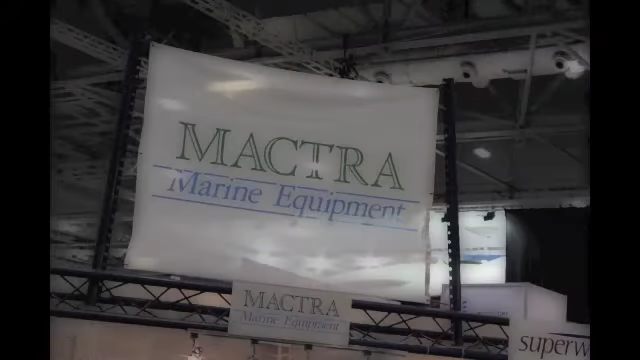 MACTRA
Marine Equipment
MACTRA
Marine Equipment
superw